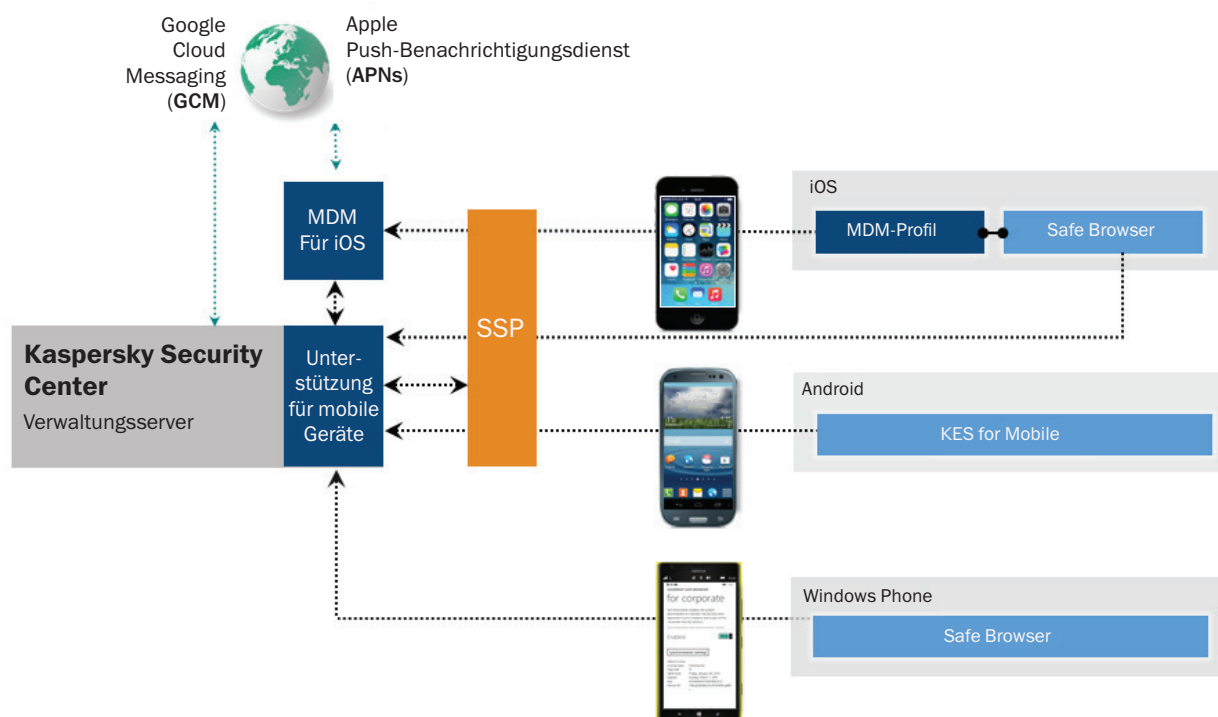 Google
Cloud
Messaging
(GCM)
Apple
Push-Benachrichtigungsdienst
(APNs)
MDM
Für iOS
SSP
iOS
MDM-Profil
Safe Browser
Kaspersky Security
Center
Verwaltungsserver
Unter-
stützung
für mobile
Geräte
Android
KES for Mobile
for corporate
Enabled
Windows Phone
Safe Browser